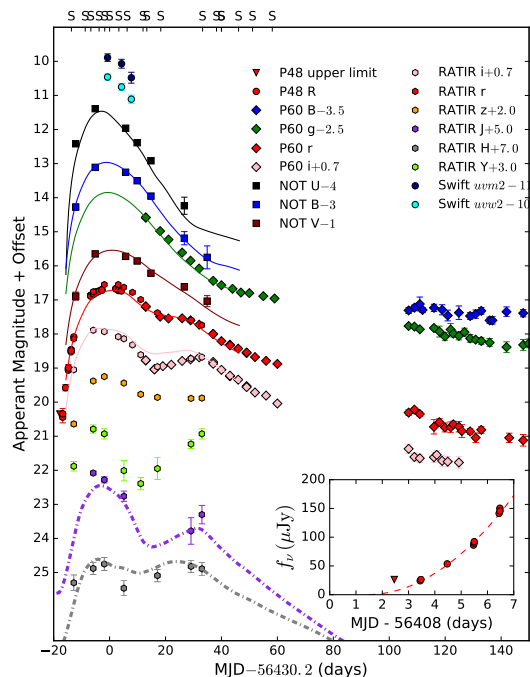 S S S S S S S S S S S S S S S S S
Apperant Magnitude + Offset
10
11
12
13
14
15
16
17
18
19
20
21
22
23
24
25
P48 upper limit
P48 R
P60 B−3.5
P60 g−2.5
P60 r
P60 i+0.7
NOT U−4
NOT B−3
NOT V−1
RATIR i+0.7
RATIR r
RATIR z+2.0
RATIR J+5.0
RATIR H+7.0
RATIR Y+3.0
Swift uvm2−11
Swift uvw2−10
fν (μJy)
200
150
100
50
0
0 1 2 3 4 5 6 7
MJD - 56408 (days)
−20 0 20 40 60 80 100 120 140
MJD−56430.2 (days)